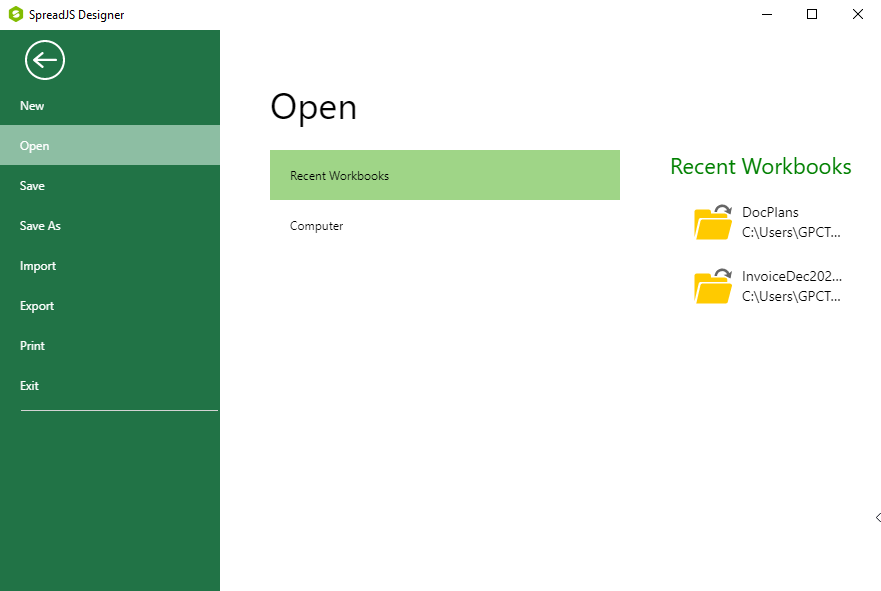 SpreadJS Designer
New
Open
Save
Save As
Import
Export
Print
Exit
Open
Recent Workbooks
Computer
Recent Workbooks
DocPlans
C:\Users\GPCT...
InvoiceDec202...
C:\Users\GPCT...